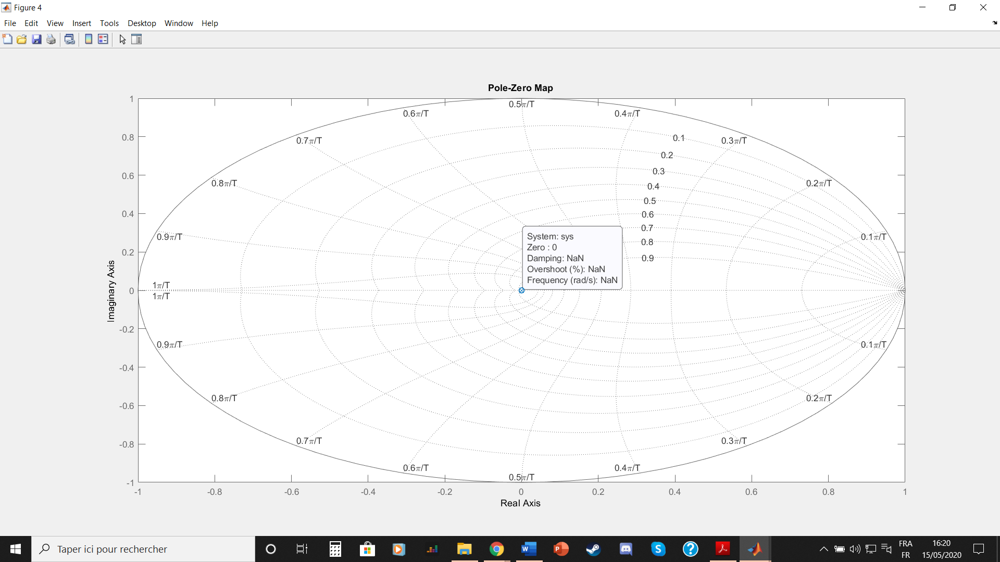 Figure 4
File Edit View Insert Tools Desktop Window Help
Pole-Zero Map
0.5π/T
0.6π/T
0.4π/T
0.7π/T
0.3π/T
0.8π/T
0.2π/T
0.9π/T
0.1π/T
1π/T
1π/T
0.9π/T
0.1π/T
0.8π/T
0.2π/T
0.7π/T
0.3π/T
0.6π/T
0.4π/T
0.5π/T
0.1
0.2
0.3
0.4
0.5
0.6
0.7
0.8
0.9
System: sys
Zero : 0
Damping: NaN
Overshoot (%): NaN
Frequency (rad/s): NaN
1
0.8
0.6
0.4
0.2
0
-0.2
-0.4
-0.6
-0.8
-1
Imaginary Axis
-1 -0.8 -0.6 -0.4 -0.2 0 0.2 0.4 0.6 0.8 1
Real Axis
Taper ici pour rechercher
FRA
FR
16:20
15/05/2020